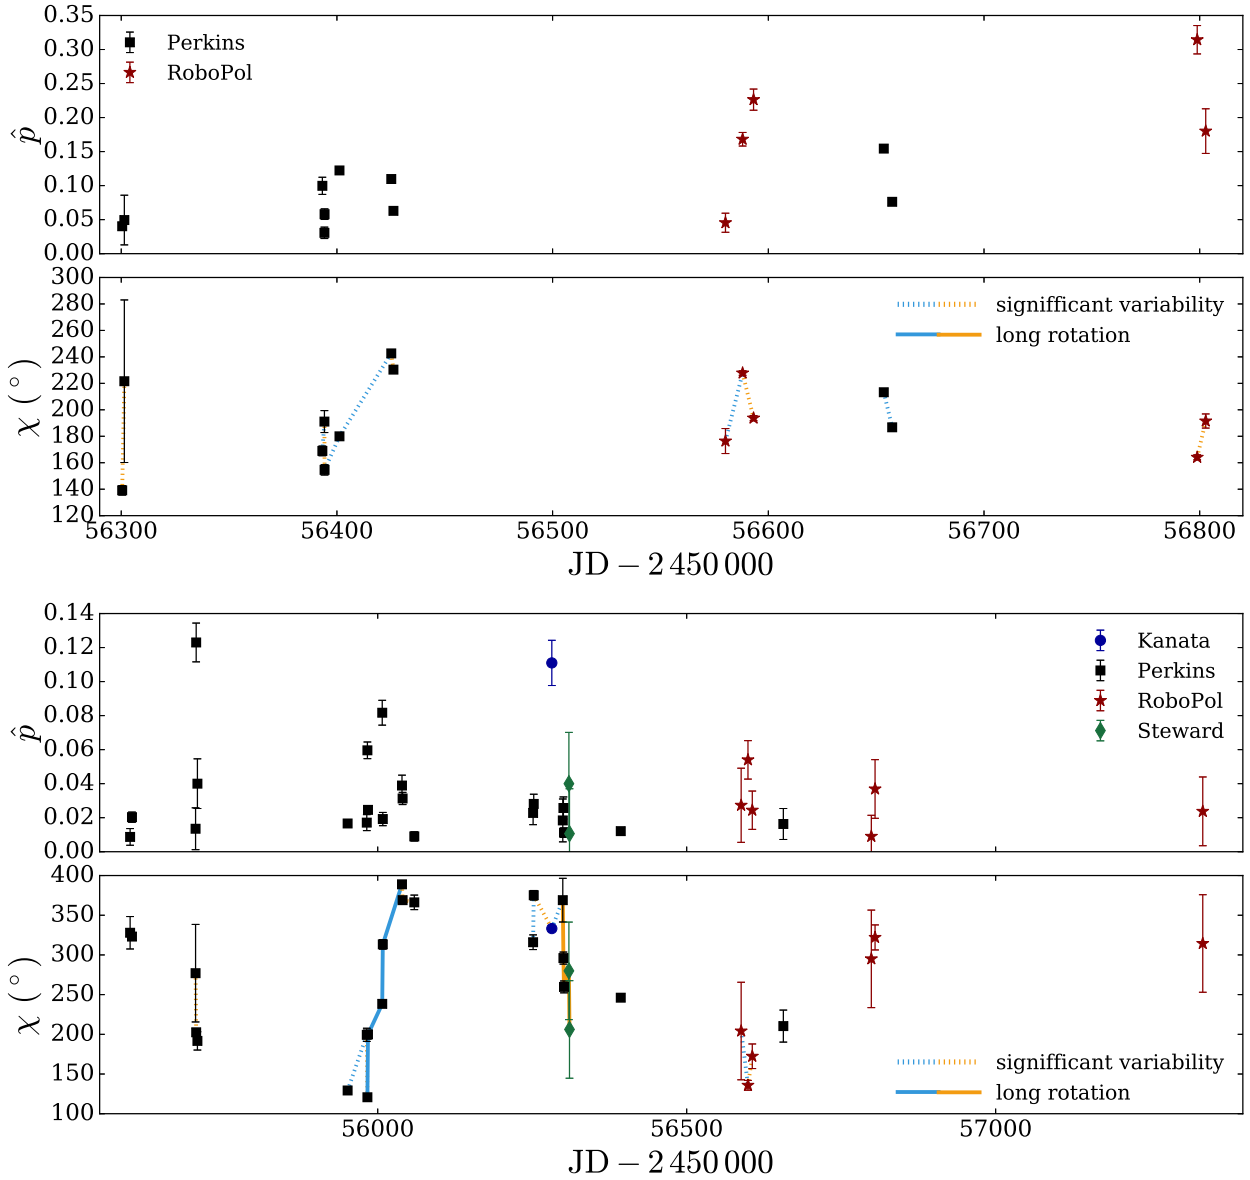 0.35
0.30
0.25
0.20
0.15
0.10
0.05
0.00
p̂
Perkins
RoboPol
300
280
260
240
220
200
180
160
140
120
χ (°)
signifficant variability
long rotation
56300 56400 56500 56600 56700 56800
JD − 2 450 000
0.14
0.12
0.10
0.08
0.06
0.04
0.02
0.00
p̂
Kanata
Perkins
RoboPol
Steward
400
350
300
250
200
150
100
χ (°)
signifficant variability
long rotation
56000 56500 57000
JD − 2 450 000